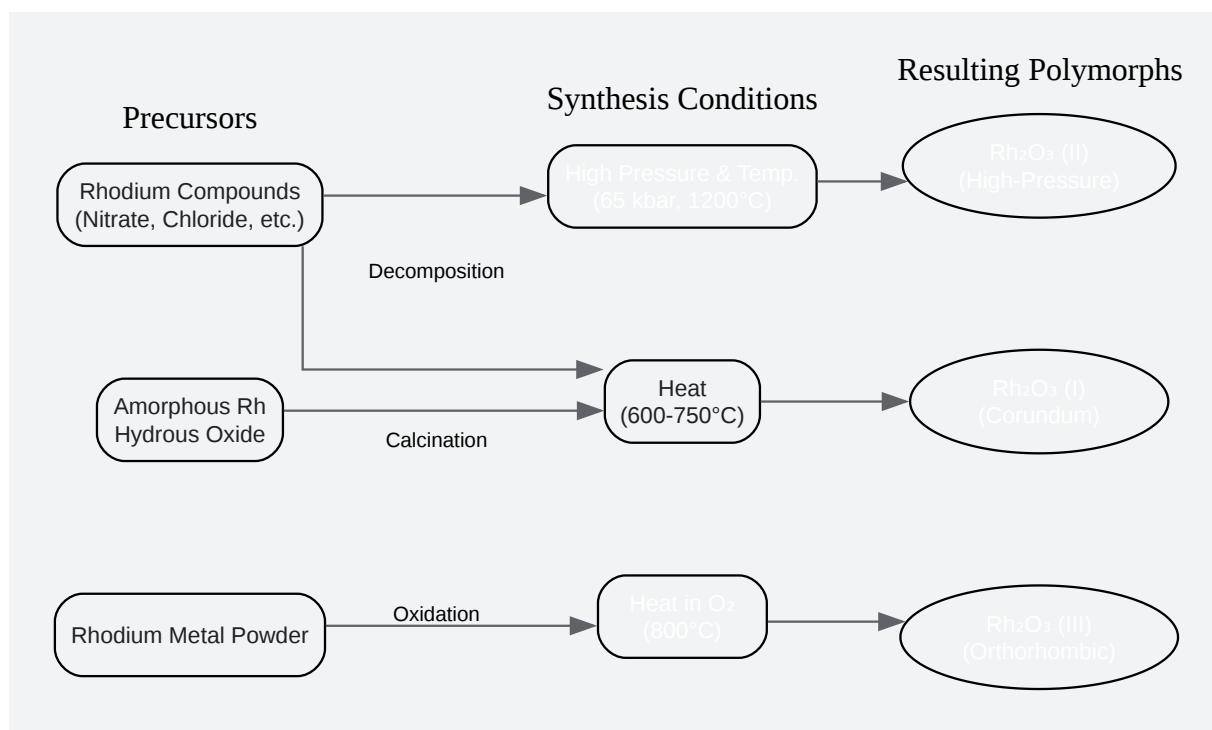 Resulting Polymorphs
Synthesis Conditions
Precursors
Rhodium Compounds
(Nitrate, Chloride, etc.)
High Pressure & Temp.
(65 kbar, 1200°C)
Rh₂O₃ (II)
(High-Pressure)
Decomposition
Amorphous Rh
Hydrous Oxide
Calcination
Heat
(600-750°C)
Rh₂O₃ (I)
(Corundum)
Rhodium Metal Powder
Oxidation
Heat in O₂
(800°C)
Rh₂O₃ (III)
(Orthorhombic)